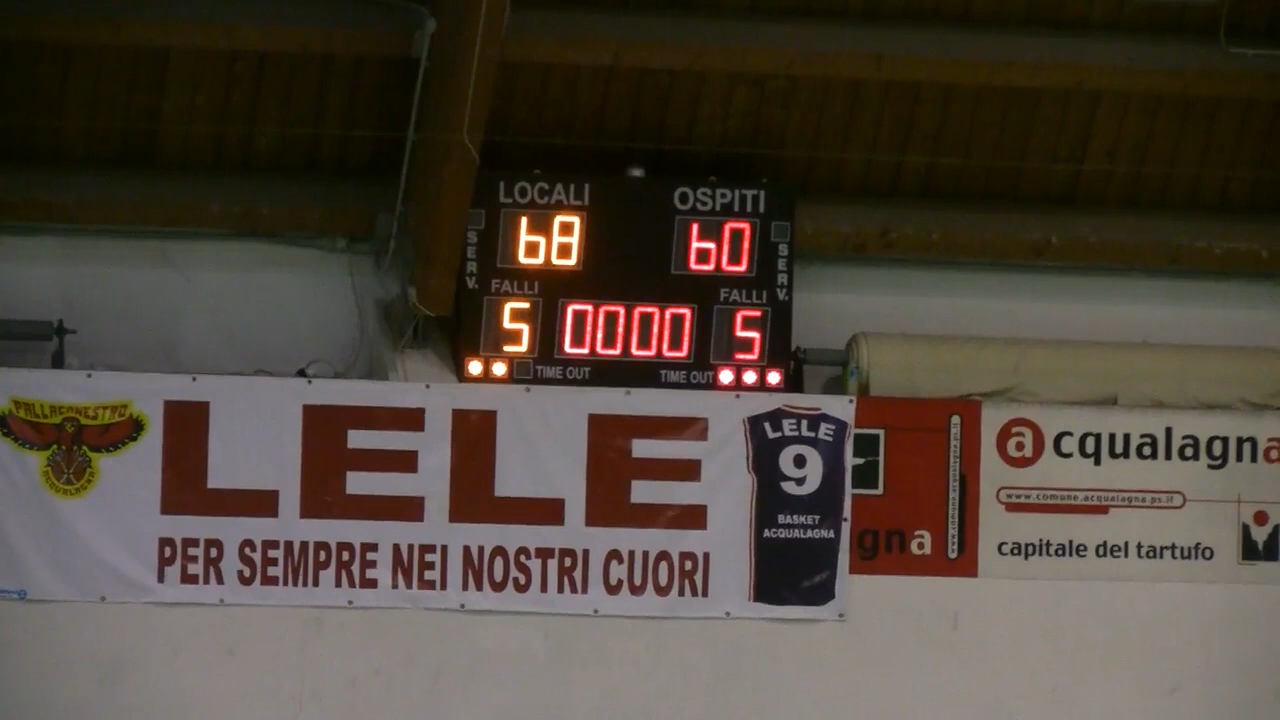 LOCALI OSPITI
68 60
SERV. SERV.
FALLI FALLI
5 0000 5
TIME OUT TIME OUT
PALLACANESTRO
ACQUALAGNA
LELE
PER SEMPRE NEI NOSTRI CUORI
LELE
9
BASKET
ACQUALAGNA
gna
acqualagna
www.comune.acqualagna.ps.it
capitale del tartufo